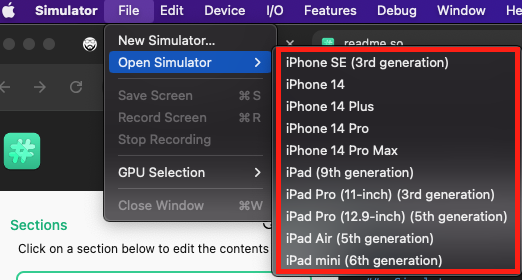 Simulator File Edit Device I/O Features Debug Window He
New Simulator...
readme.so
Open Simulator
iPhone SE (3rd generation)
iPhone 14
Save Screen ⌘ S
iPhone 14 Plus
Record Screen ⌘ R
iPhone 14 Pro
Stop Recording
iPhone 14 Pro Max
GPU Selection
iPad (9th generation)
iPad Pro (11-inch) (3rd generation)
Close Window ⌘W
iPad Pro (12.9-inch) (5th generation)
Sections
iPad Air (5th generation)
Click on a section below to edit the contents
iPad mini (6th generation)